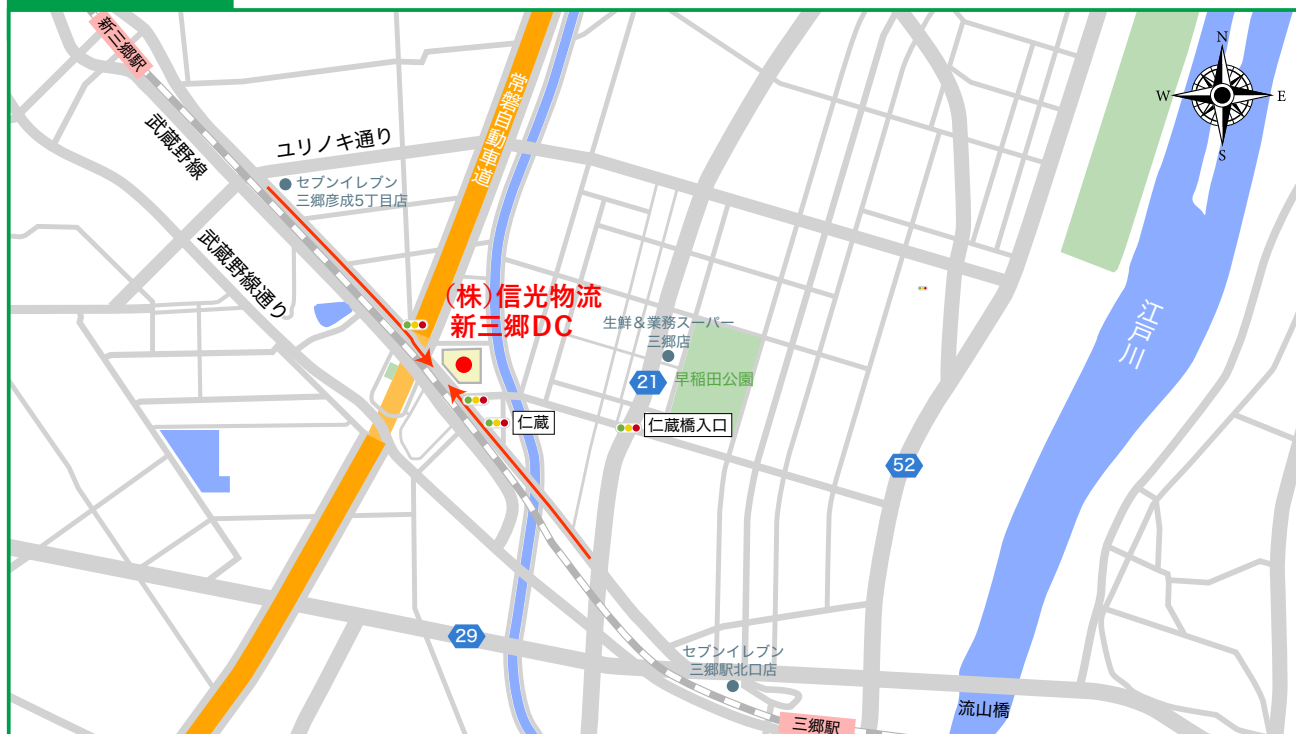 新三郷駅
武蔵野線
ユリノキ通り
常磐自動車道
セブンイレブン
三郷彦成5丁目店
武蔵野線通り
(株)信光物流
新三郷DC
生鮮＆業務スーパー
三郷店
21
早稲田公園
仁蔵
仁蔵橋入口
52
江戸川
29
セブンイレブン
三郷駅北口店
三郷駅
流山橋
N
W
E
S